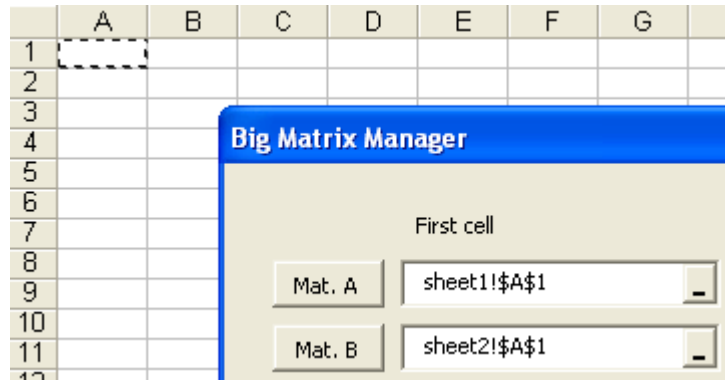 A B C D E F G
1
2
3
4
Big Matrix Manager
5
6
7
First cell
8
9
Mat. A sheet1!$A$1
10
11
Mat. B sheet2!$A$1
12